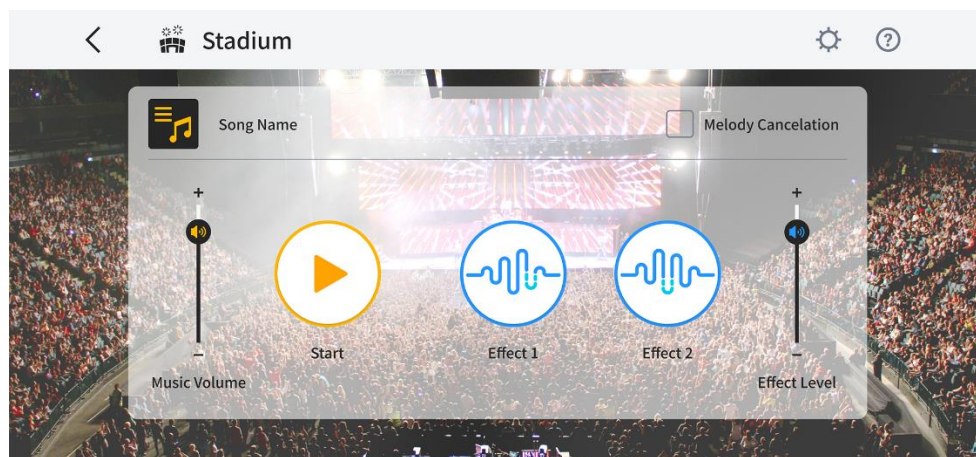 Stadium
?
Song Name
Melody Cancelation
+
+
Start
Effect 1
Effect 2
–
–
Music Volume
Effect Level